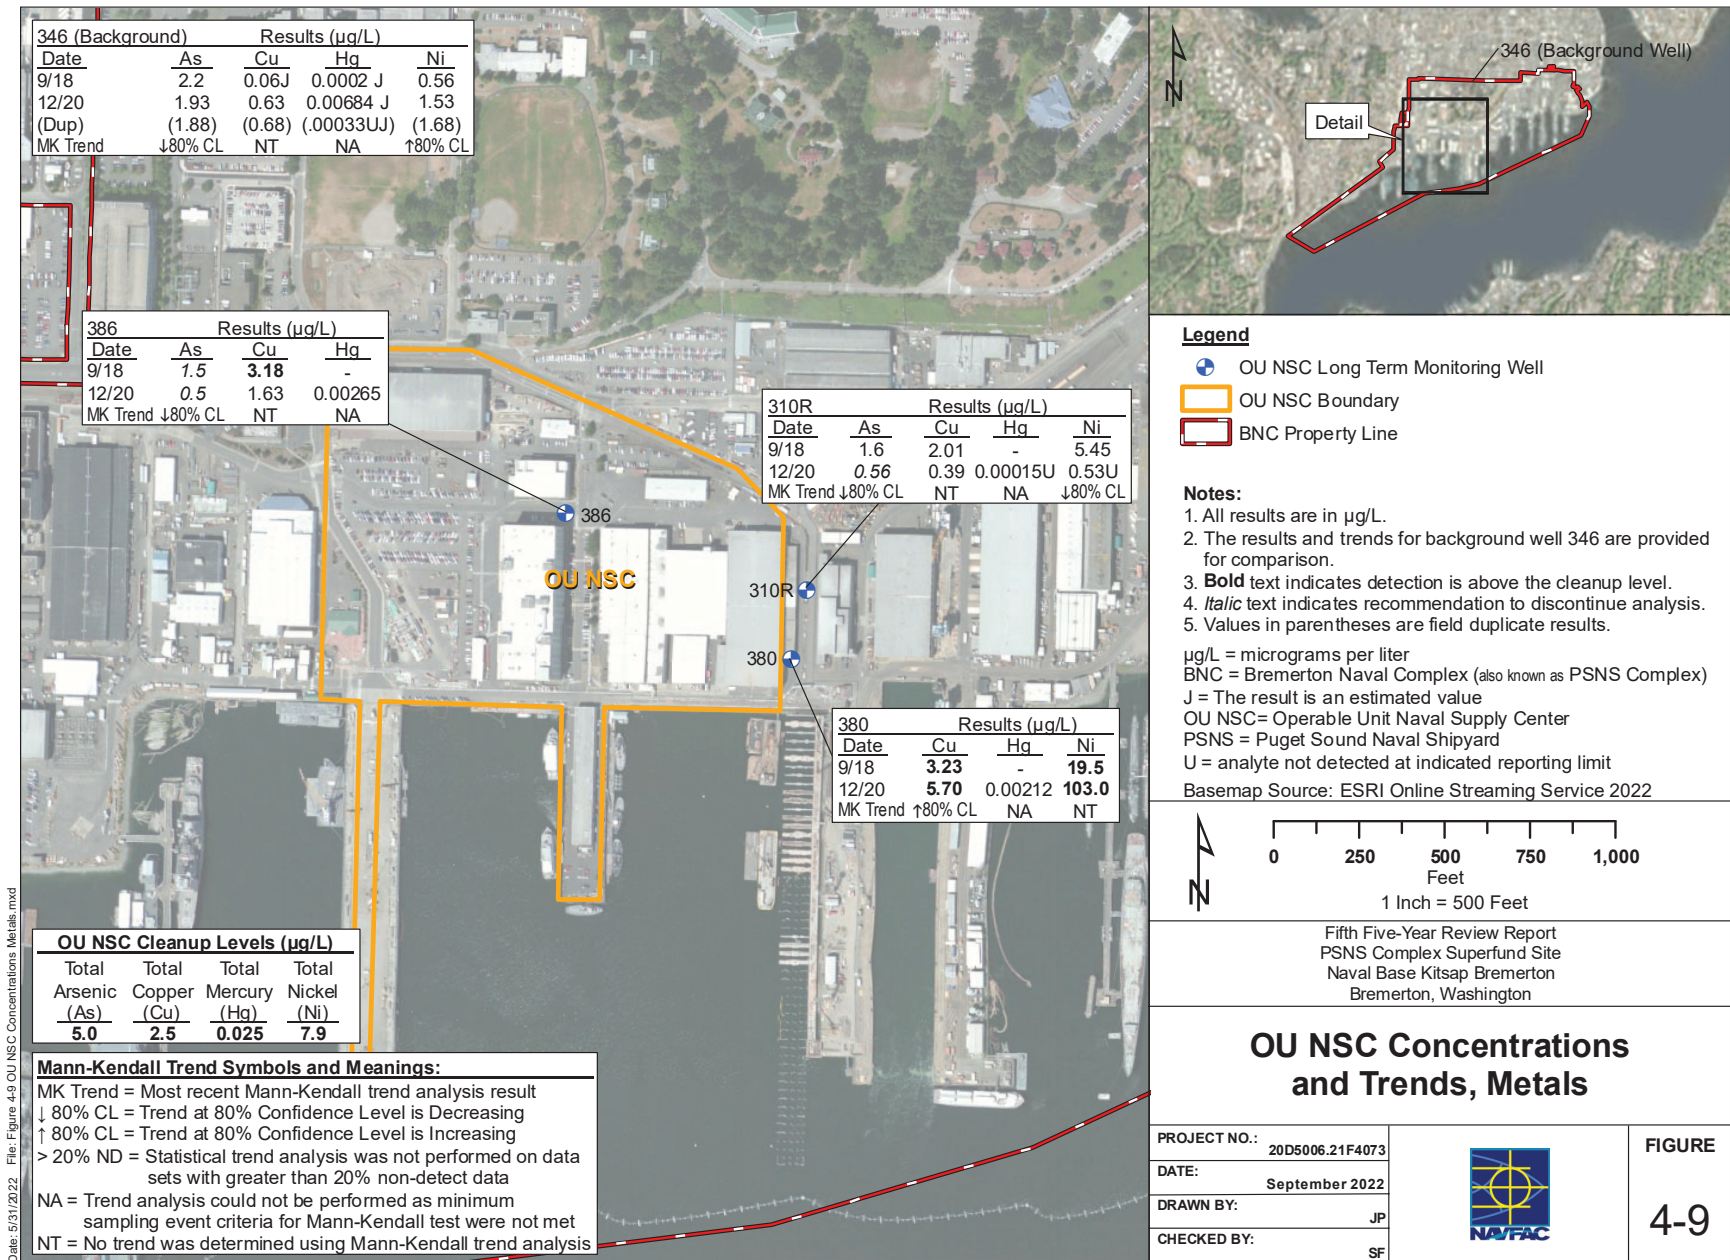 346 (Background) Results (µg/L)
Date As Cu Hg Ni
9/18 2.2 0.06J 0.0002 J 0.56
12/20 1.93 0.63 0.00684 J 1.53
(Dup) (1.88) (0.68) (.00033UJ) (1.68)
MK Trend ↓80% CL NT NA ↑80% CL
386 Results (µg/L)
Date As Cu Hg
9/18 1.5 3.18 -
12/20 0.5 1.63 0.00265
MK Trend ↓80% CL NT NA
310R Results (µg/L)
Date As Cu Hg Ni
9/18 1.6 2.01 - 5.45
12/20 0.56 0.39 0.00015U 0.53U
MK Trend ↓80% CL NT NA ↓80% CL
386
OU NSC
310R
380
380 Results (µg/L)
Date Cu Hg Ni
9/18 3.23 - 19.5
12/20 5.70 0.00212 103.0
MK Trend ↑80% CL NA NT
OU NSC Cleanup Levels (µg/L)
Total Total Total Total
Arsenic Copper Mercury Nickel
(As) (Cu) (Hg) (Ni)
5.0 2.5 0.025 7.9
Mann-Kendall Trend Symbols and Meanings:
MK Trend = Most recent Mann-Kendall trend analysis result
↓ 80% CL = Trend at 80% Confidence Level is Decreasing
↑ 80% CL = Trend at 80% Confidence Level is Increasing
> 20% ND = Statistical trend analysis was not performed on data
sets with greater than 20% non-detect data
NA = Trend analysis could not be performed as minimum
sampling event criteria for Mann-Kendall test were not met
NT = No trend was determined using Mann-Kendall trend analysis
Date: 5/31/2022 File: Figure 4-9 OU NSC Concentrations Metals.mxd
N
346 (Background Well)
Detail
Legend
OU NSC Long Term Monitoring Well
OU NSC Boundary
BNC Property Line
Notes:
1. All results are in µg/L.
2. The results and trends for background well 346 are provided
for comparison.
3. Bold text indicates detection is above the cleanup level.
4. Italic text indicates recommendation to discontinue analysis.
5. Values in parentheses are field duplicate results.
µg/L = micrograms per liter
BNC = Bremerton Naval Complex (also known as PSNS Complex)
J = The result is an estimated value
OU NSC= Operable Unit Naval Supply Center
PSNS = Puget Sound Naval Shipyard
U = analyte not detected at indicated reporting limit
Basemap Source: ESRI Online Streaming Service 2022
N
0 250 500 750 1,000
Feet
1 Inch = 500 Feet
Fifth Five-Year Review Report
PSNS Complex Superfund Site
Naval Base Kitsap Bremerton
Bremerton, Washington
OU NSC Concentrations
and Trends, Metals
PROJECT NO.:
20D5006.21F4073
DATE:
September 2022
DRAWN BY:
JP
CHECKED BY:
SF
NAVFAC
FIGURE
4-9